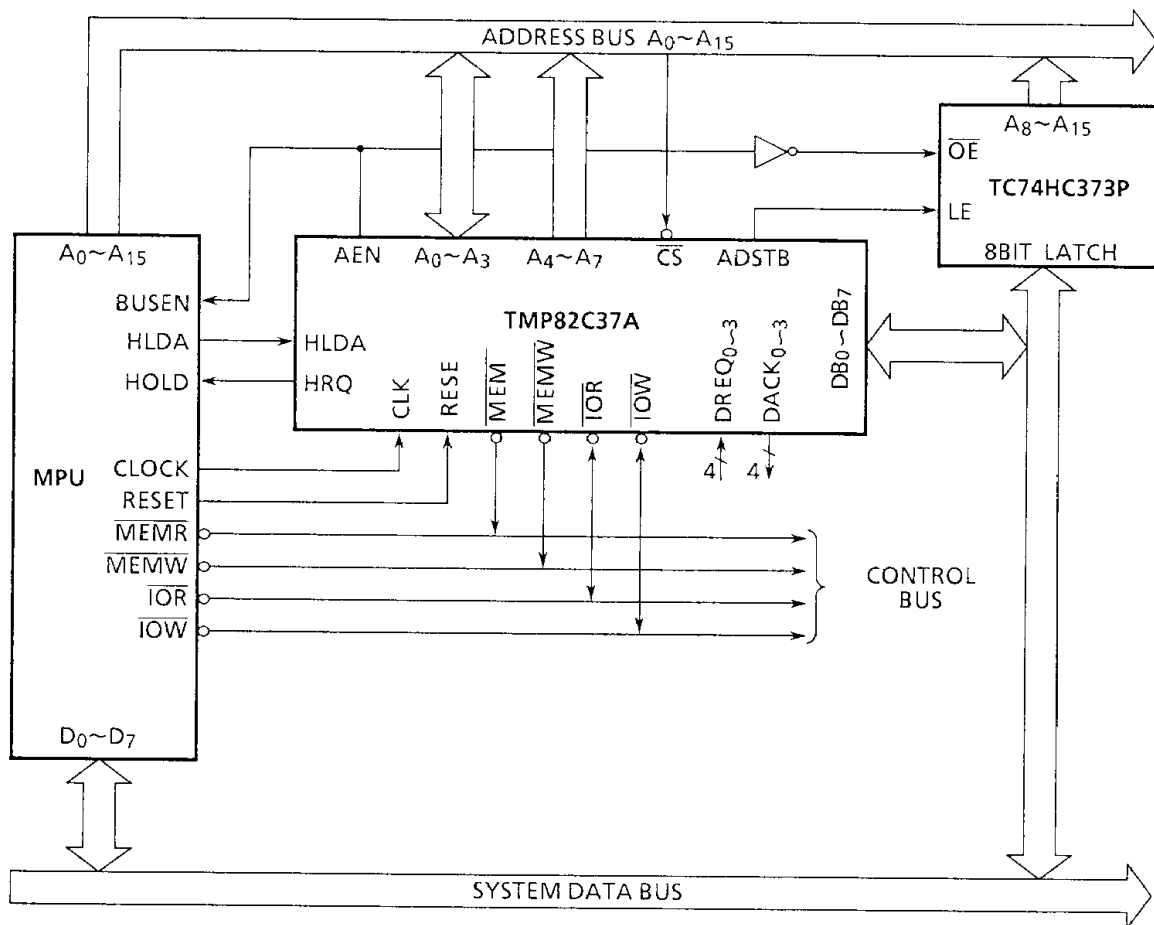 ADDRESS BUS A0~A15
A8~A15
OE
TC74HC373P
LE
8BIT LATCH
A0~A15
BUSEN
HLDA
HOLD
MPU
CLOCK
RESET
MEMR
MEMW
IOR
IOW
D0~D7
AEN
A0~A3
A4~A7
CS
ADSTB
TMP82C37A
HLDA
HRQ
CLK
RESE
MEM
MEMW
IOR
IOW
DREQ0~3
DACK0~3
DB0~DB7
4
4
CONTROL
BUS
SYSTEM DATA BUS